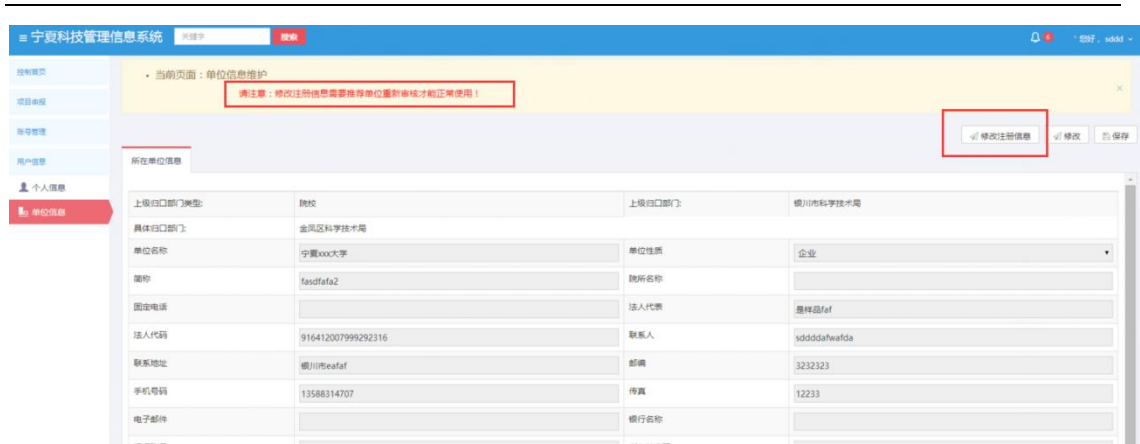 ≡ 宁夏科技管理信息系统 关键字 搜索 您好，sddd
控制首页
• 当前页面：单位信息维护
请注意：修改注册信息需要推荐单位重新审核才能正常使用！ ×
项目申报
账号管理
修改注册信息 修改 保存
用户信息 所在单位信息
个人信息
单位信息
上级归口部门类型: 院校 上级归口部门: 银川市科学技术局
具体归口部门: 金凤区科学技术局
单位名称 宁夏xxx大学 单位性质 企业
简称 fasdfafa2 院所名称
固定电话 法人代表 是样品faf
法人代码 916412007999292316 联系人 sddddafwafda
联系地址 银川市eafaf 邮编 3232323
手机号码 13588314707 传真 12233
电子邮件 银行名称